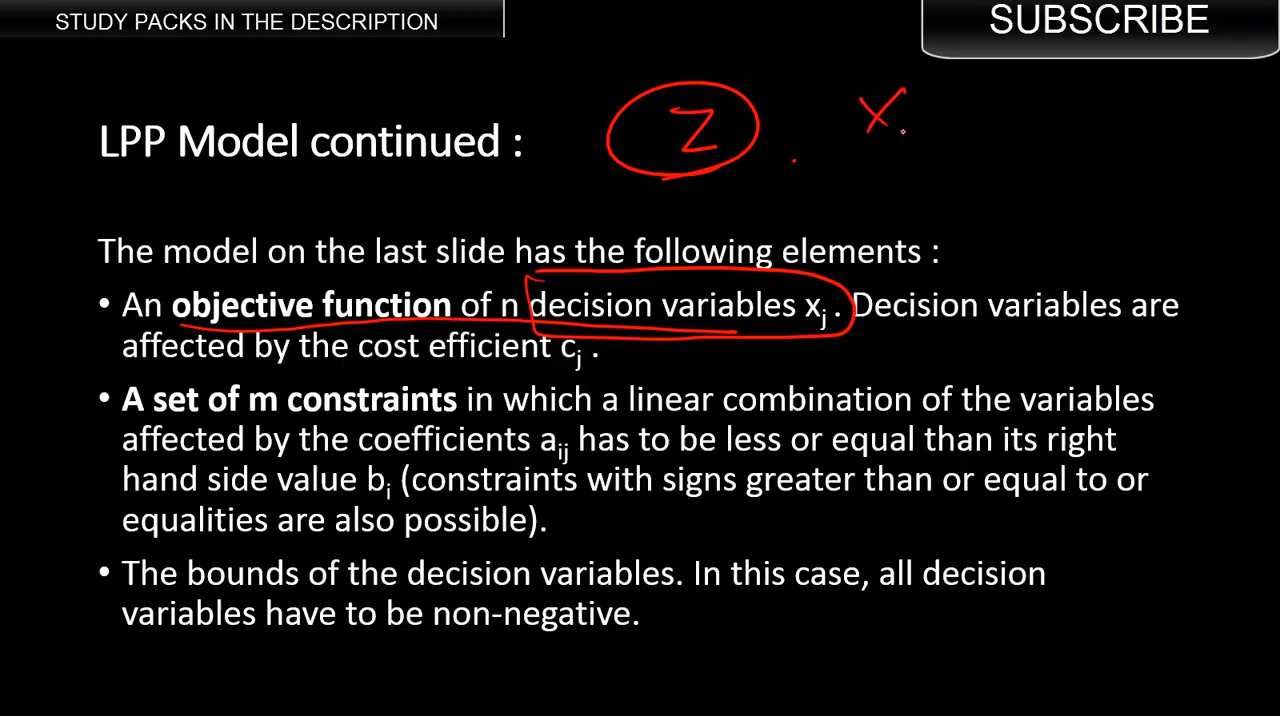 STUDY PACKS IN THE DESCRIPTION
SUBSCRIBE
LPP Model continued :
Z
X
The model on the last slide has the following elements :
• An objective function of n decision variables xj . Decision variables are
affected by the cost efficient cj .
• A set of m constraints in which a linear combination of the variables
affected by the coefficients aij has to be less or equal than its right
hand side value bi (constraints with signs greater than or equal to or
equalities are also possible).
• The bounds of the decision variables. In this case, all decision
variables have to be non-negative.